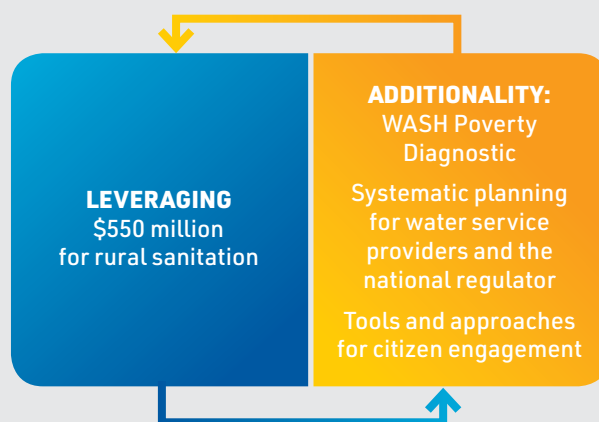 LEVERAGING
$550 million
for rural sanitation
ADDITIONALITY:
WASH Poverty
Diagnostic
Systematic planning
for water service
providers and the
national regulator
Tools and approaches
for citizen engagement